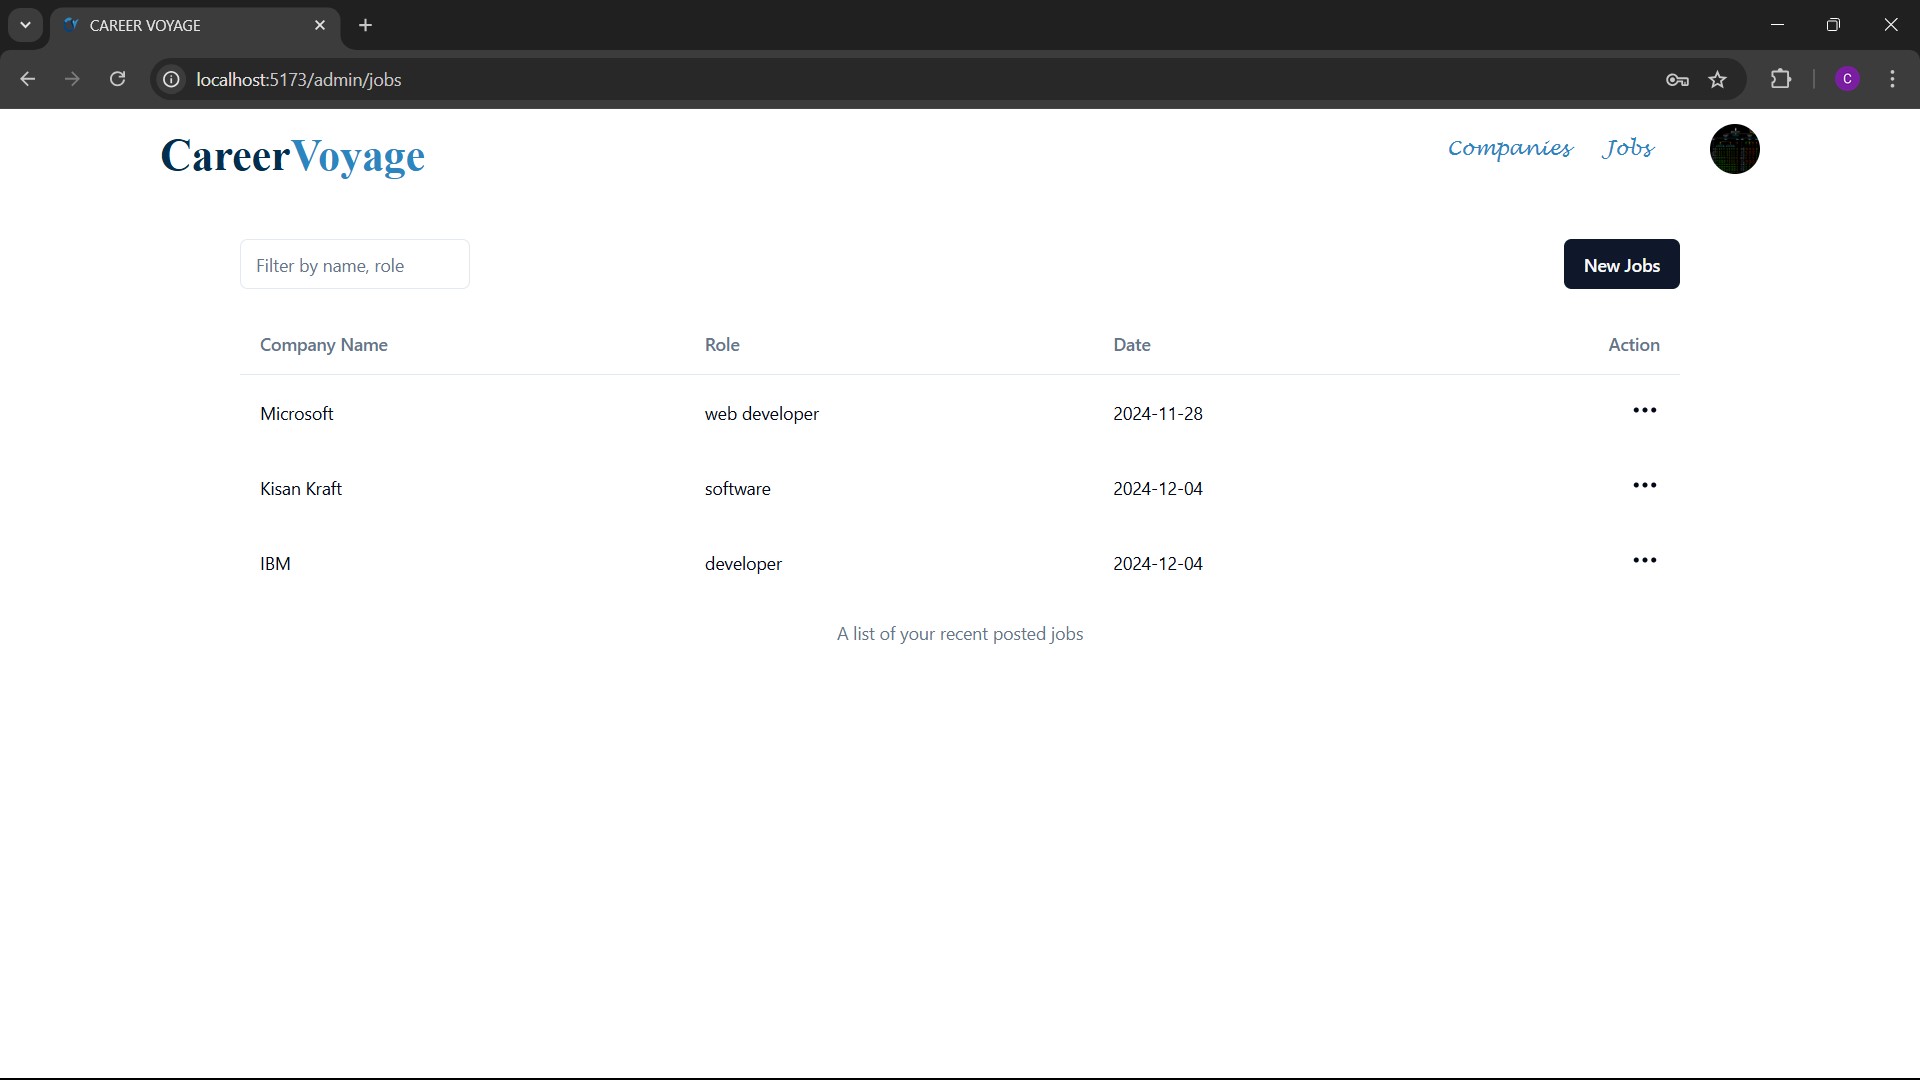 CAREER VOYAGE
localhost:5173/admin/jobs
C
CareerVoyage
Companies Jobs
Filter by name, role
New Jobs
Company Name Role Date Action
Microsoft web developer 2024-11-28
Kisan Kraft software 2024-12-04
IBM developer 2024-12-04
A list of your recent posted jobs